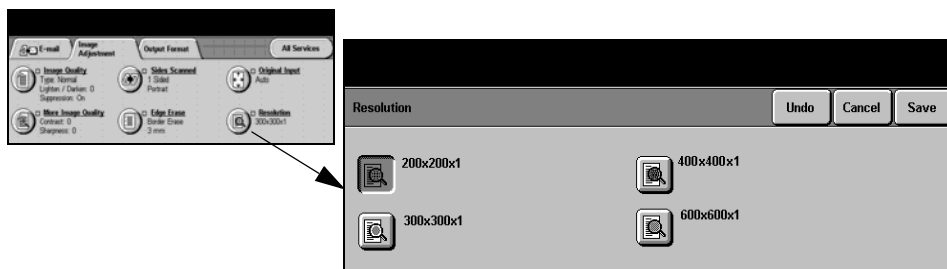 E-mail
Image Adjustment
Output Format
All Services
Image Quality
Type: Normal
Lighten / Darken: 0
Suppression: On
Sides Scanned
1 Sided
Portrait
Original Input
Auto
More Image Quality
Contrast: 0
Sharpness: 0
Edge Erase
Border Erase
3 mm
Resolution
300x300x1
Resolution
Undo
Cancel
Save
200x200x1
400x400x1
300x300x1
600x600x1